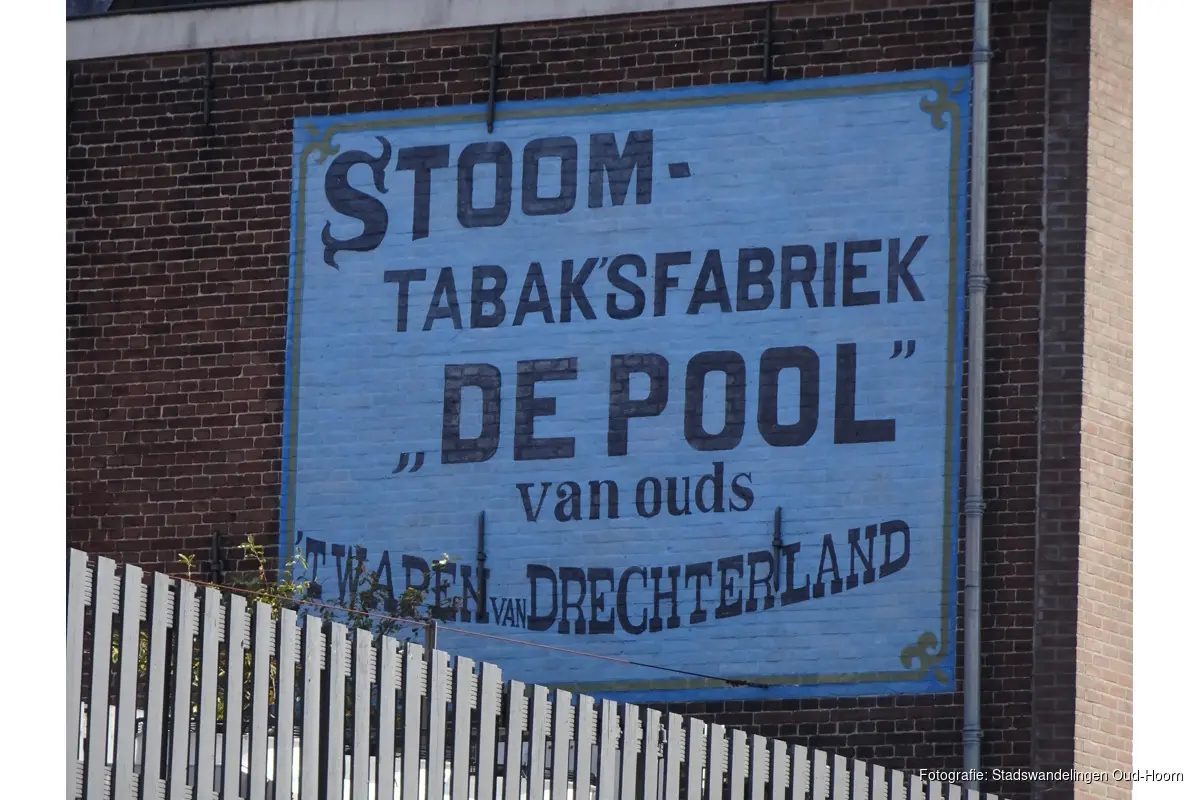 STOOM-
TABAK'SFABRIEK
„DE POOL”
van ouds
'T WAPEN VAN DRECHTERLAND
Fotografie: Stadswandelingen Oud-Hoorn